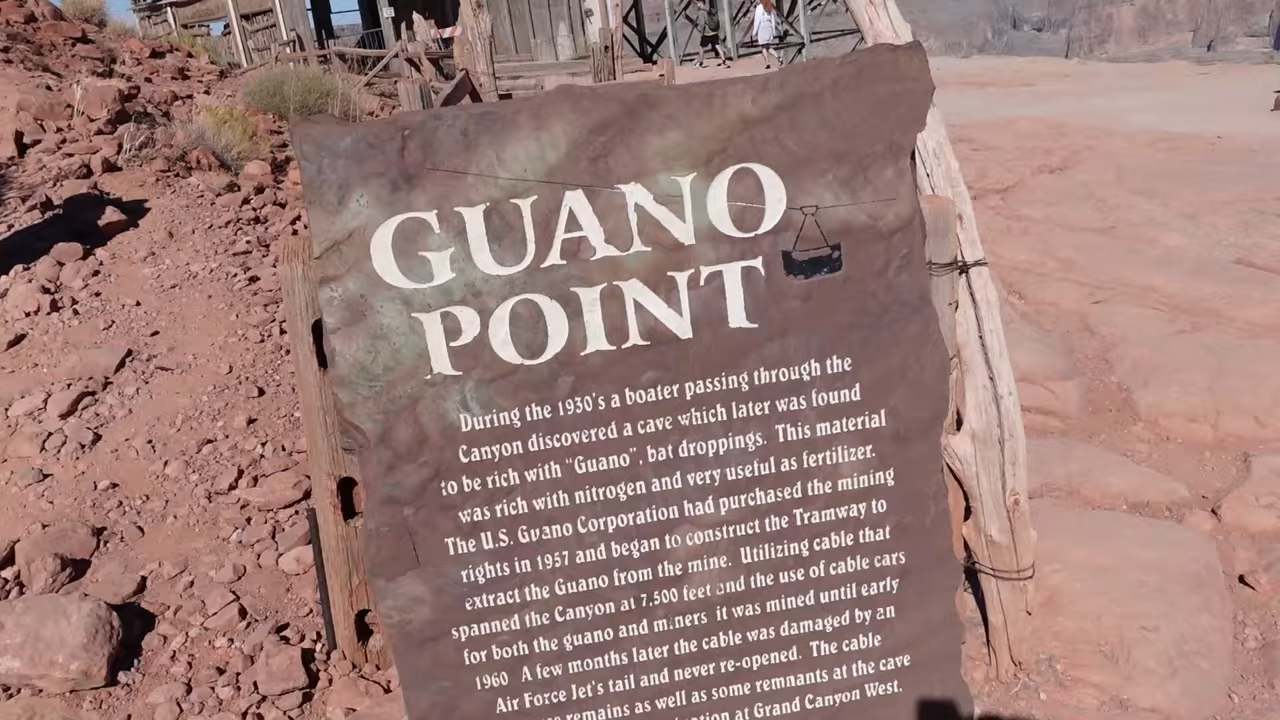 GUANO
POINT
During the 1930's a boater passing through the
Canyon discovered a cave which later was found
to be rich with "Guano", bat droppings. This material
was rich with nitrogen and very useful as fertilizer.
The U.S. Guano Corporation had purchased the mining
rights in 1957 and began to construct the Tramway to
extract the Guano from the mine. Utilizing cable that
spanned the Canyon at 7,500 feet and the use of cable cars
for both the guano and miners it was mined until early
1960 A few months later the cable was damaged by an
Air Force Jet's tail and never re-opened. The cable
remains as well as some remnants at the cave
at Grand Canyon West.